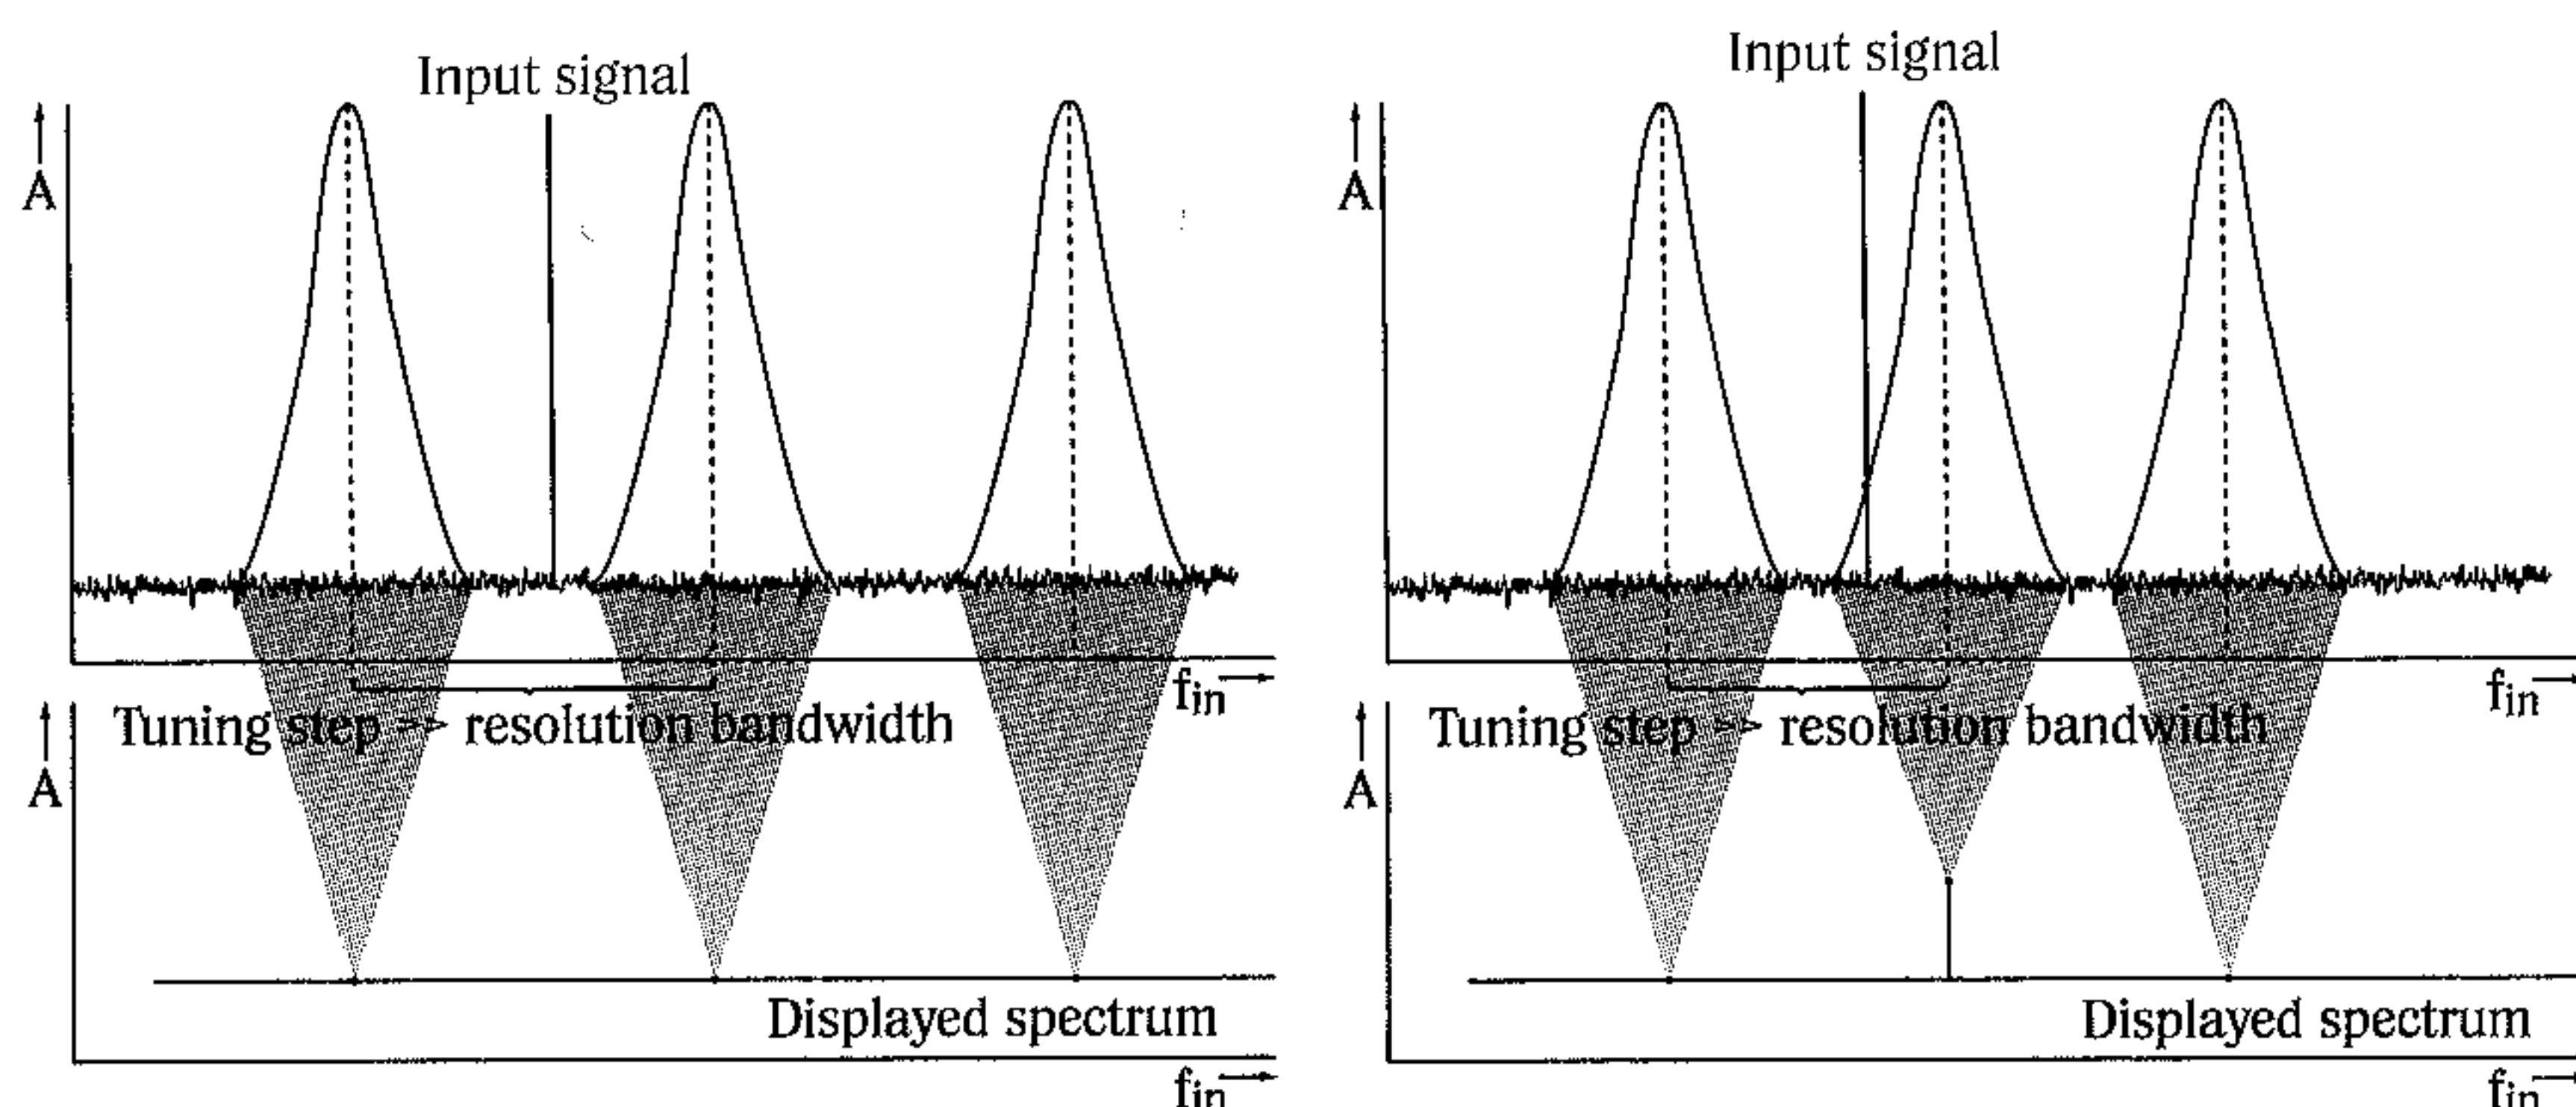 Input signal
A
f_in
Tuning step >> resolution bandwidth
A
Displayed spectrum
f_in
Input signal
A
f_in
Tuning step >> resolution bandwidth
A
Displayed spectrum
f_in